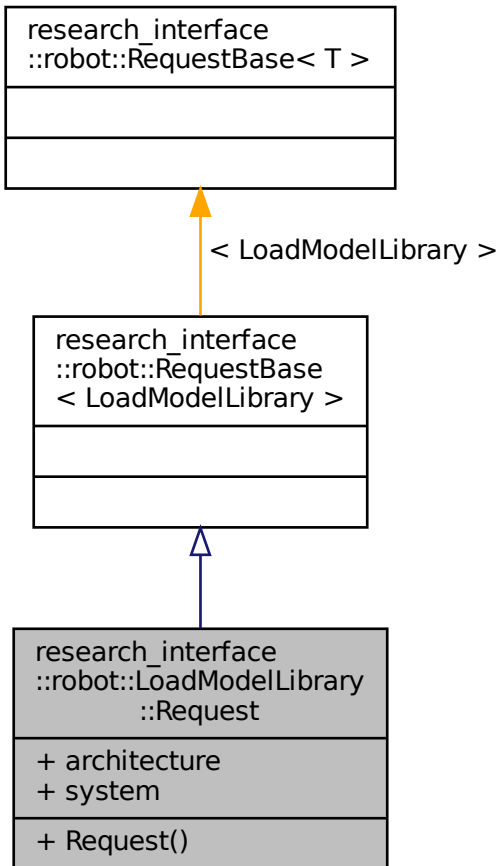 research_interface
::robot::RequestBase< T >
< LoadModelLibrary >
research_interface
::robot::RequestBase
< LoadModelLibrary >
research_interface
::robot::LoadModelLibrary
::Request
+ architecture
+ system
+ Request()